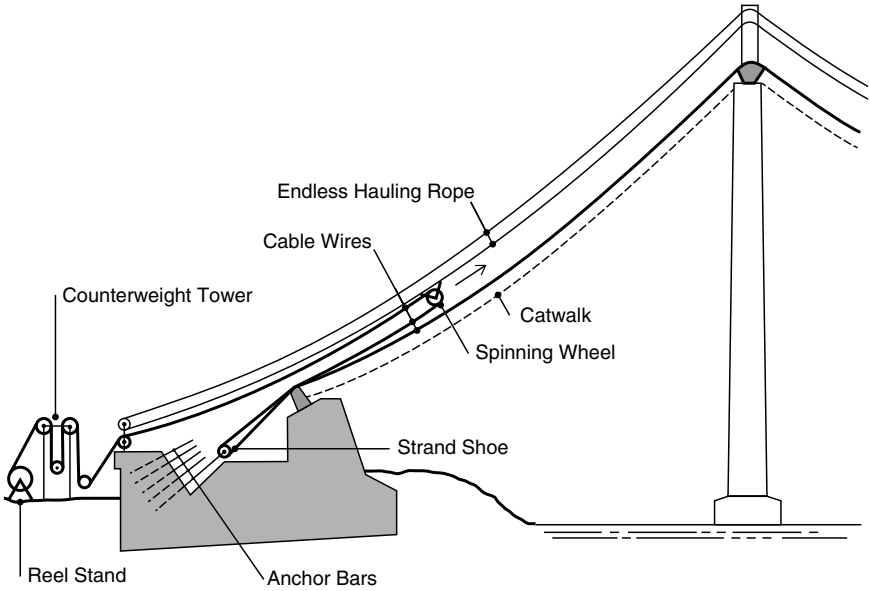 Endless Hauling Rope
Cable Wires
Counterweight Tower
Catwalk
Spinning Wheel
Strand Shoe
Reel Stand
Anchor Bars